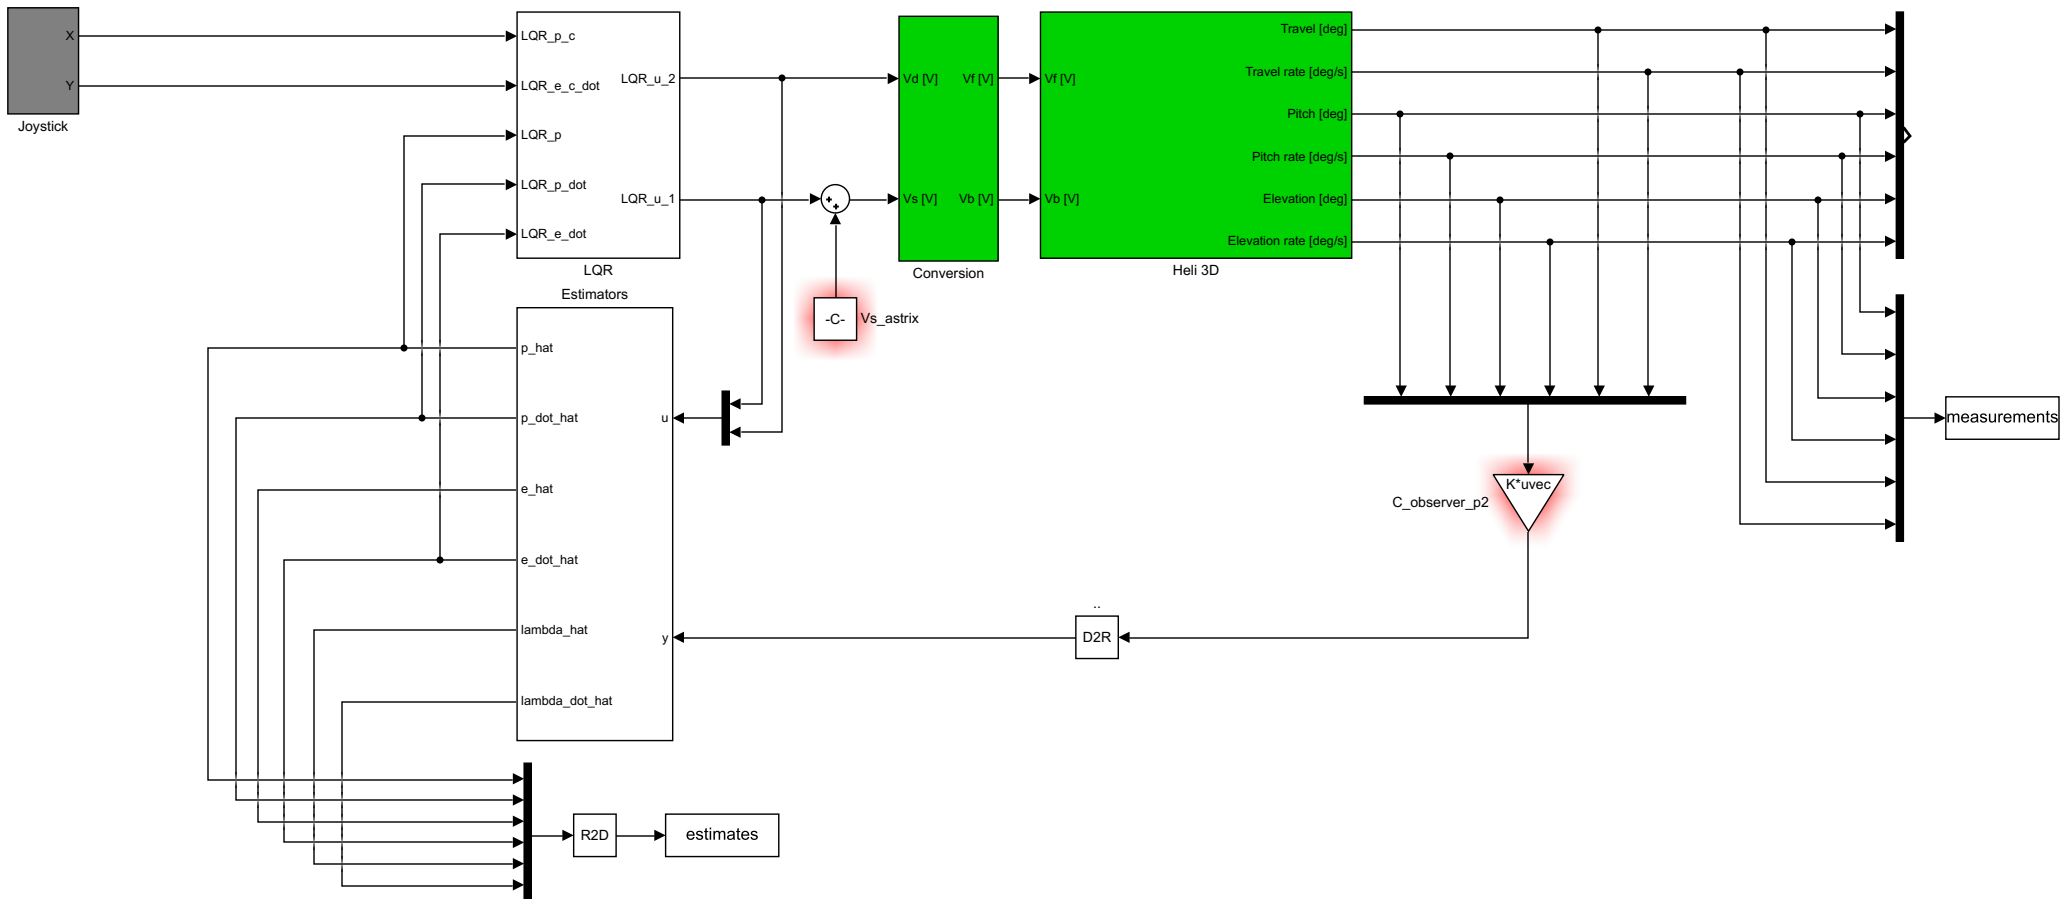 X
Y
Joystick
LQR_p_c
LQR_e_c_dot
LQR_p
LQR_p_dot
LQR_e_dot
LQR_u_2
LQR_u_1
LQR
Vd [V]
Vs [V]
Vf [V]
Vb [V]
Conversion
Vf [V]
Vb [V]
Travel [deg]
Travel rate [deg/s]
Pitch [deg]
Pitch rate [deg/s]
Elevation [deg]
Elevation rate [deg/s]
Heli 3D
-C-
Vs_astrix
Estimators
p_hat
p_dot_hat
e_hat
e_dot_hat
lambda_hat
lambda_dot_hat
u
y
measurements
K*uvec
C_observer_p2
..
D2R
R2D
estimates